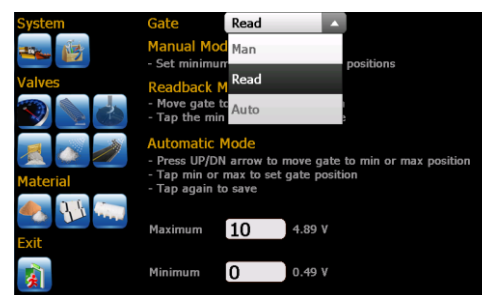 System
Gate
Read
Manual Mod
Man
- Set minimum
positions
Valves
Readback M
Read
- Move gate to
- Tap the min
Auto
Automatic Mode
- Press UP/DN arrow to move gate to min or max position
- Tap min or max to set gate position
- Tap again to save
Material
Maximum
10
4.89 V
Exit
Minimum
0
0.49 V